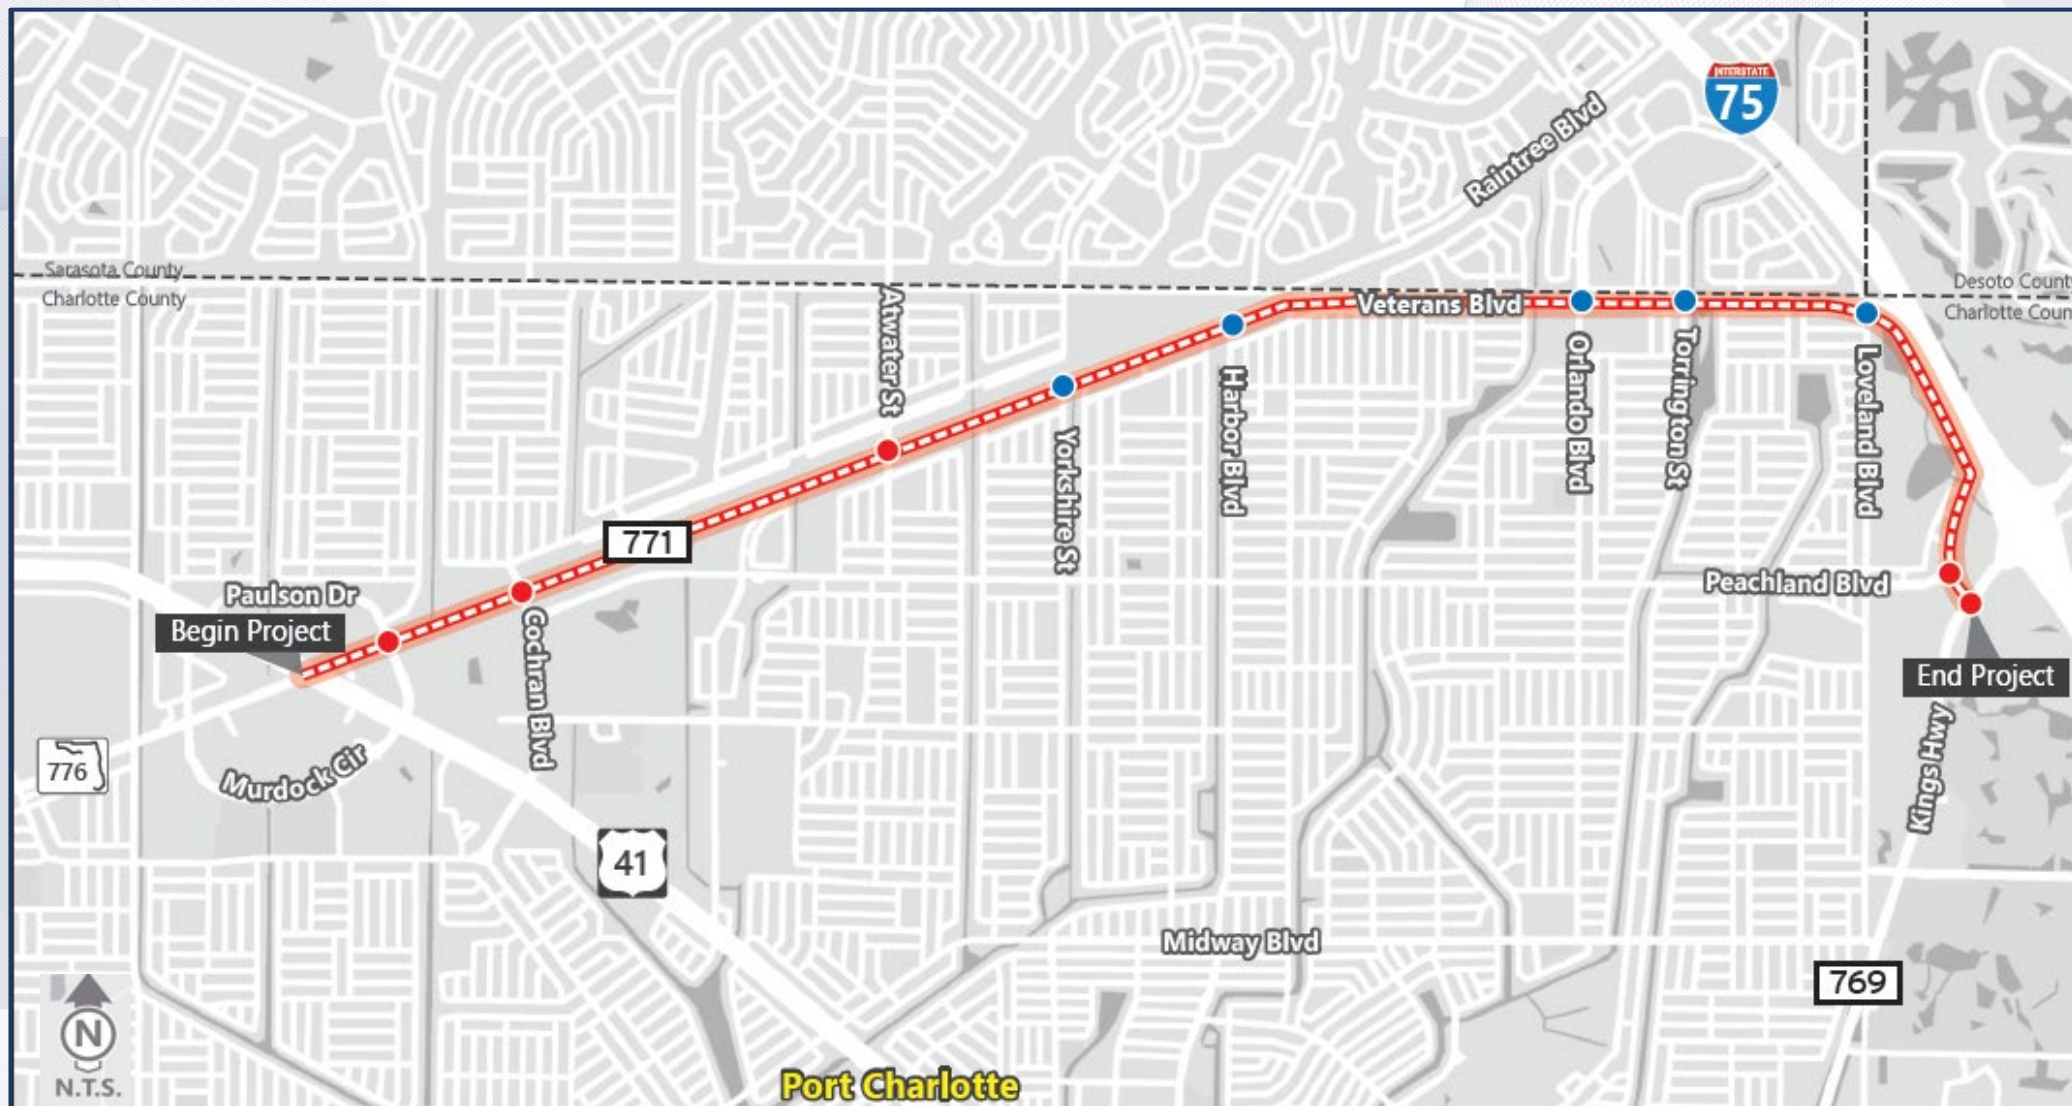 INTERSTATE
75
Raintree Blvd
Sarasota County
Charlotte County
Desoto Count
Charlotte Coun
Veterans Blvd
Atwater St
Yorkshire St
Harbor Blvd
Orlando Blvd
Torrington St
Loveland Blvd
771
Peachland Blvd
Paulson Dr
Begin Project
Cochran Blvd
End Project
Kings Hwy
776
Murdock Cir
41
Midway Blvd
769
N
N.T.S.
Port Charlotte